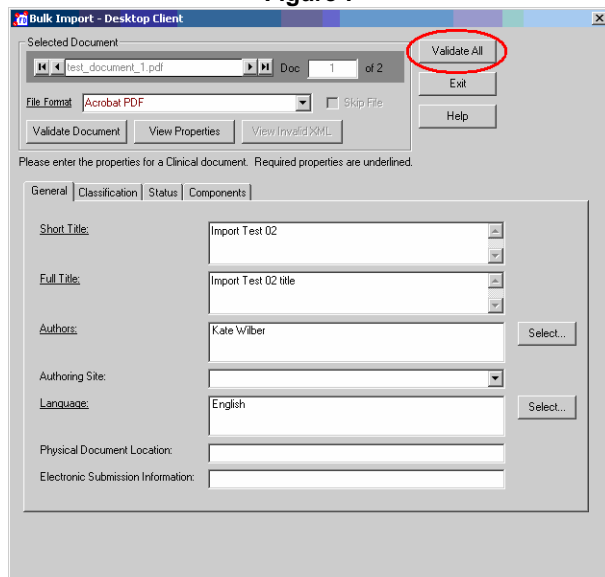 Bulk Import - Desktop Client
Selected Document
test_document_1.pdf Doc 1 of 2
File Format Acrobat PDF Skip File
Validate Document View Properties View Invalid XML
Validate All
Exit
Help
Please enter the properties for a Clinical document. Required properties are underlined.
General Classification Status Components
Short Title: Import Test 02
Full Title: Import Test 02 title
Authors: Kate Wilber Select...
Authoring Site:
Language: English Select...
Physical Document Location:
Electronic Submission Information: